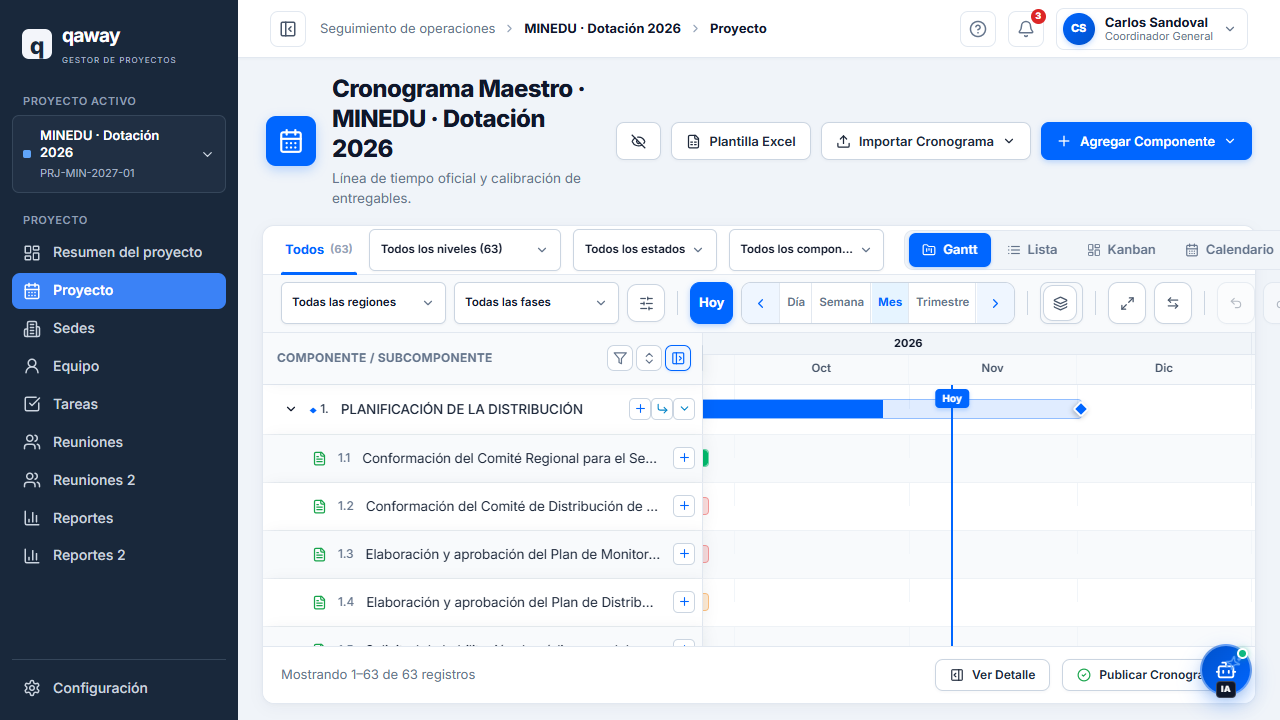 q
qaway
GESTOR DE PROYECTOS
PROYECTO ACTIVO
MINEDU · Dotación
2026
PRJ-MIN-2027-01
PROYECTO
Resumen del proyecto
Proyecto
Sedes
Equipo
Tareas
Reuniones
Reuniones 2
Reportes
Reportes 2
Configuración
Seguimiento de operaciones
MINEDU · Dotación 2026
Proyecto
3
CS
Carlos Sandoval
Coordinador General
Cronograma Maestro ·
MINEDU · Dotación
2026
Línea de tiempo oficial y calibración de
entregables.
Plantilla Excel
Importar Cronograma
Agregar Componente
Todos (63)
Todos los niveles (63)
Todos los estados
Todos los compon...
Gantt
Lista
Kanban
Calendario
Todas las regiones
Todas las fases
Hoy
Día
Semana
Mes
Trimestre
COMPONENTE / SUBCOMPONENTE
2026
Oct
Nov
Dic
1. PLANIFICACIÓN DE LA DISTRIBUCIÓN
Hoy
1.1 Conformación del Comité Regional para el Se...
1.2 Conformación del Comité de Distribución de ...
1.3 Elaboración y aprobación del Plan de Monitor...
1.4 Elaboración y aprobación del Plan de Distrib...
Mostrando 1–63 de 63 registros
Ver Detalle
Publicar Cronogra
IA